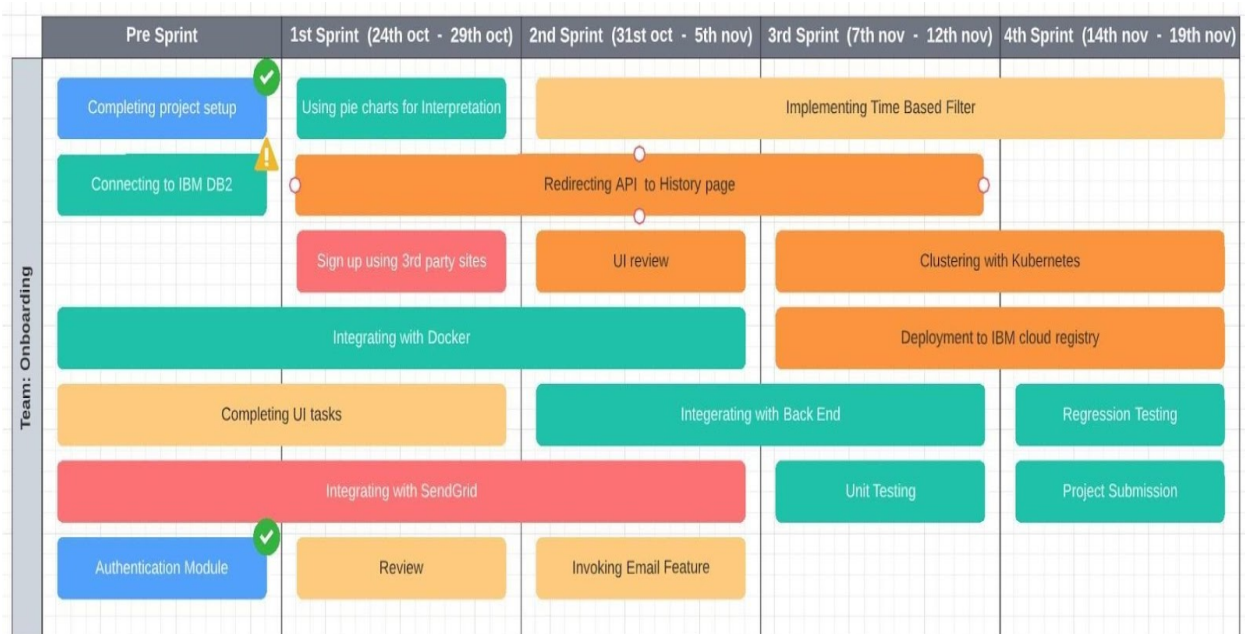 Pre Sprint
1st Sprint (24th oct - 29th oct)
2nd Sprint (31st oct - 5th nov)
3rd Sprint (7th nov - 12th nov)
4th Sprint (14th nov - 19th nov)
Team: Onboarding
Completing project setup
Using pie charts for Interpretation
Implementing Time Based Filter
Connecting to IBM DB2
Redirecting API to History page
Sign up using 3rd party sites
UI review
Clustering with Kubernetes
Integrating with Docker
Deployment to IBM cloud registry
Completing UI tasks
Integerating with Back End
Regression Testing
Integrating with SendGrid
Unit Testing
Project Submission
Authentication Module
Review
Invoking Email Feature